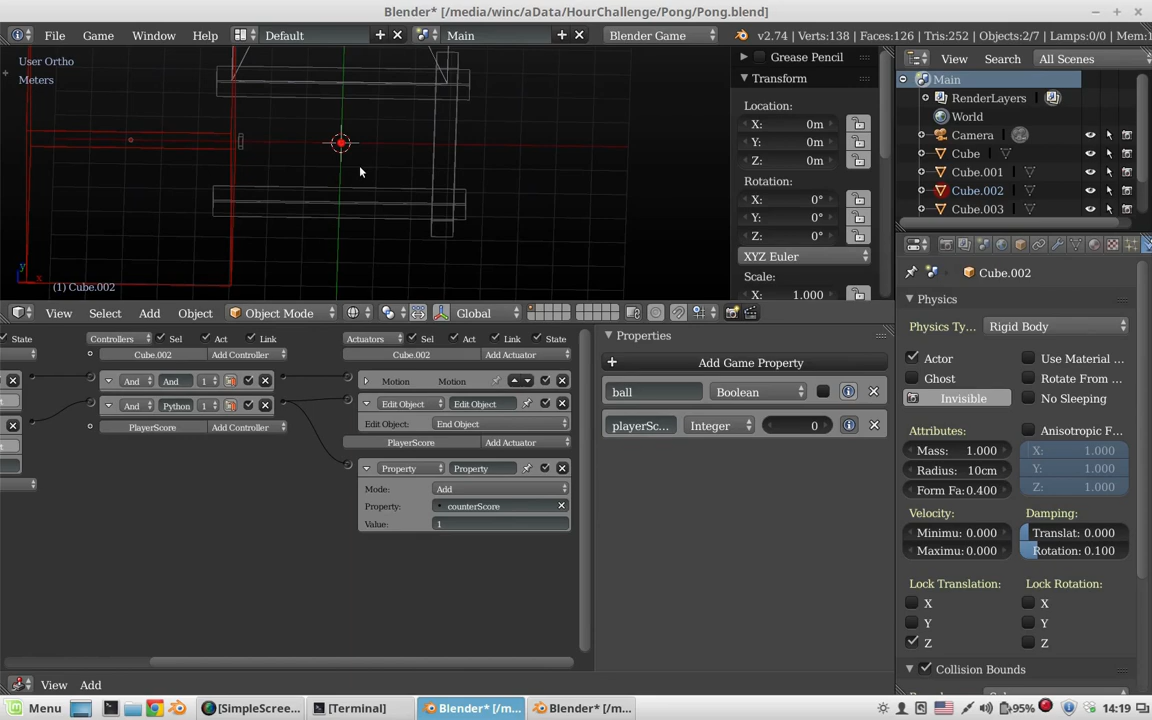 Blender* [/media/winc/aData/HourChallenge/Pong/Pong.blend]
File Game Window Help Default Main Blender Game v2.74 | Verts:138 | Faces:126 | Tris:252 | Objects:2/7 | Lamps:0/0 | Mem:1
User Ortho
Meters
(1) Cube.002
y
x
Grease Pencil
Transform
Location:
X: 0m
Y: 0m
Z: 0m
Rotation:
X: 0°
Y: 0°
Z: 0°
XYZ Euler
Scale:
X: 1.000
View Search All Scenes
Main
RenderLayers
World
Camera
Cube
Cube.001
Cube.002
Cube.003
View Select Add Object Object Mode Global
State Controllers Sel Act Link Actuators Sel Act Link State
Cube.002 Add Controller Cube.002 Add Actuator
And And 1 Motion Motion
And Python 1 Edit Object Edit Object
PlayerScore Add Controller Edit Object: End Object
PlayerScore Add Actuator
Property Property
Mode: Add
Property: counterScore
Value: 1
Properties
Add Game Property
ball Boolean
playerSc... Integer 0
Cube.002
Physics
Physics Ty... Rigid Body
Actor Use Material ...
Ghost Rotate From ...
Invisible No Sleeping
Attributes: Anisotropic F...
Mass: 1.000 X: 1.000
Radius: 10cm Y: 1.000
Form Fa: 0.400 Z: 1.000
Velocity: Damping:
Minimu: 0.000 Translat: 0.000
Maximu: 0.000 Rotation: 0.100
Lock Translation: Lock Rotation:
X X
Y Y
Z Z
Collision Bounds
View Add
Menu [SimpleScree... [Terminal] Blender* [/m... Blender* [/m... 95% 14:19